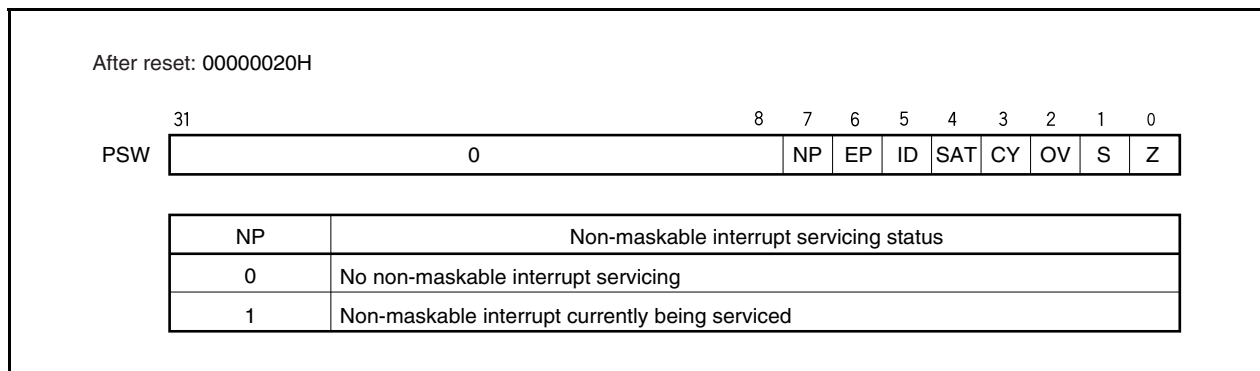 After reset: 00000020H
31 8 7 6 5 4 3 2 1 0
PSW 0 NP EP ID SAT CY OV S Z
NP Non-maskable interrupt servicing status
0 No non-maskable interrupt servicing
1 Non-maskable interrupt currently being serviced